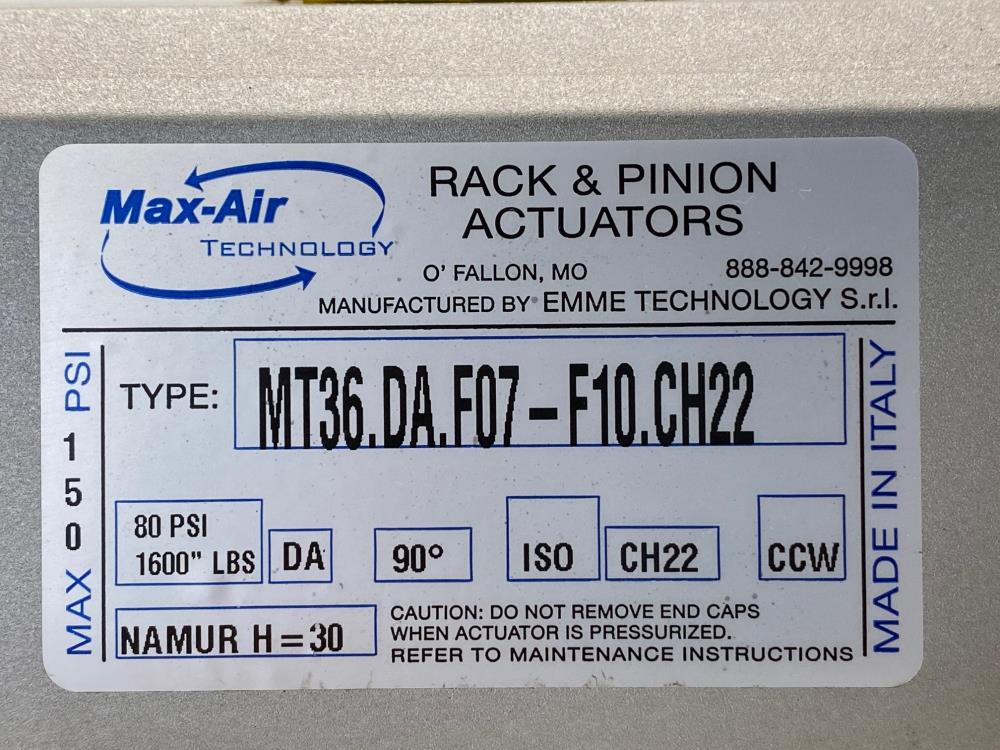 Max-Air
TECHNOLOGY
RACK & PINION
ACTUATORS
O' FALLON, MO
888-842-9998
MANUFACTURED BY EMME TECHNOLOGY S.r.l.
MAX PSI 150
TYPE: MT36.DA.F07-F10.CH22
80 PSI
1600" LBS
DA
90°
ISO
CH22
CCW
NAMUR H=30
CAUTION: DO NOT REMOVE END CAPS
WHEN ACTUATOR IS PRESSURIZED.
REFER TO MAINTENANCE INSTRUCTIONS
MADE IN ITALY